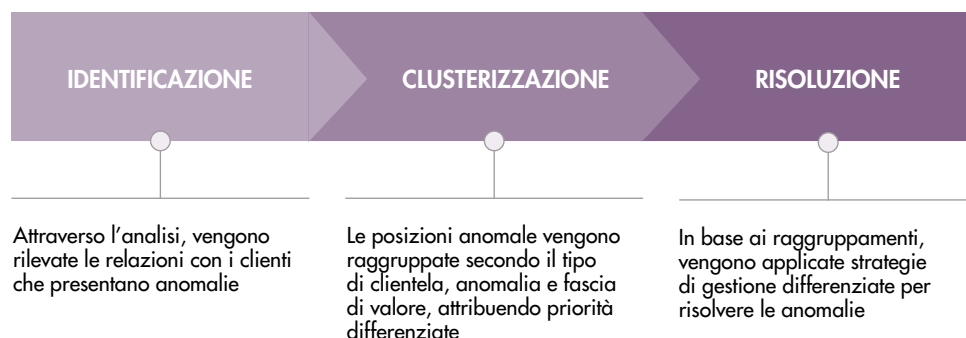 IDENTIFICAZIONE
CLUSTERIZZAZIONE
RISOLUZIONE
Attraverso l'analisi, vengono
rilevate le relazioni con i clienti
che presentano anomalie
Le posizioni anomale vengono
raggruppate secondo il tipo
di clientela, anomalia e fascia
di valore, attribuendo priorità
differenziate
In base ai raggruppamenti,
vengono applicate strategie
di gestione differenziate per
risolvere le anomalie